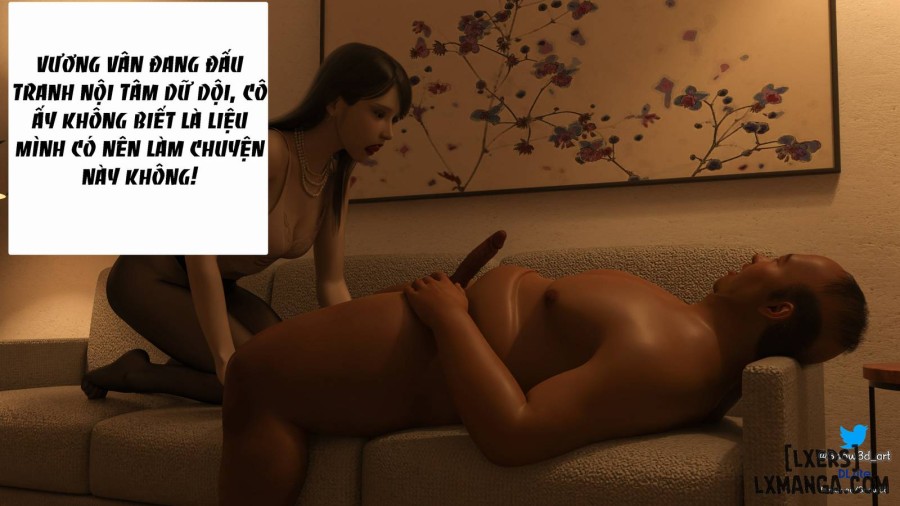 VƯƠNG VÂN ĐANG ĐẤU
TRANH NỘI TÂM DỮ DỘI, CÔ
ẤY KHÔNG BIẾT LÀ LIỆU
MÌNH CÓ NÊN LÀM CHUYỆN
NÀY KHÔNG!
[LXERS]
LXMANGA.COM